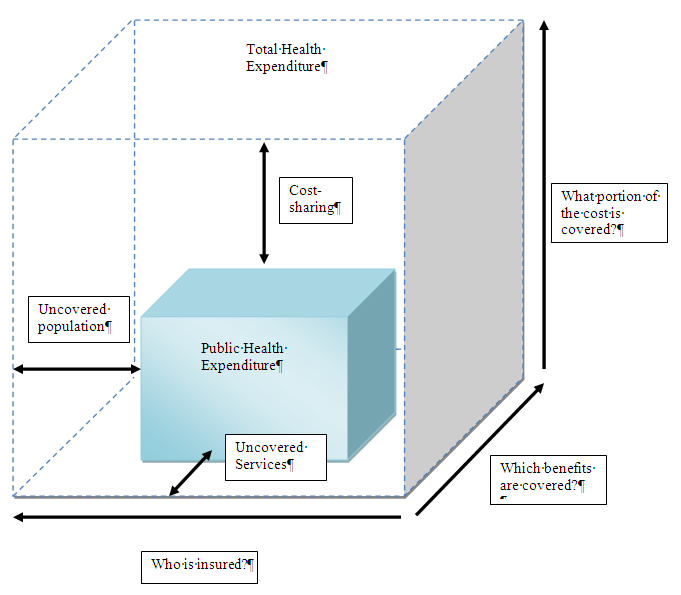 Total·Health·
Expenditure¶
Cost-
sharing¶
What·portion·of·
the·cost·is·
covered?¶
Uncovered·
population¶
Public·Health·
Expenditure¶
Uncovered·
Services¶
Which·benefits·
are·covered?¶
¶
Who·is·insured?¶